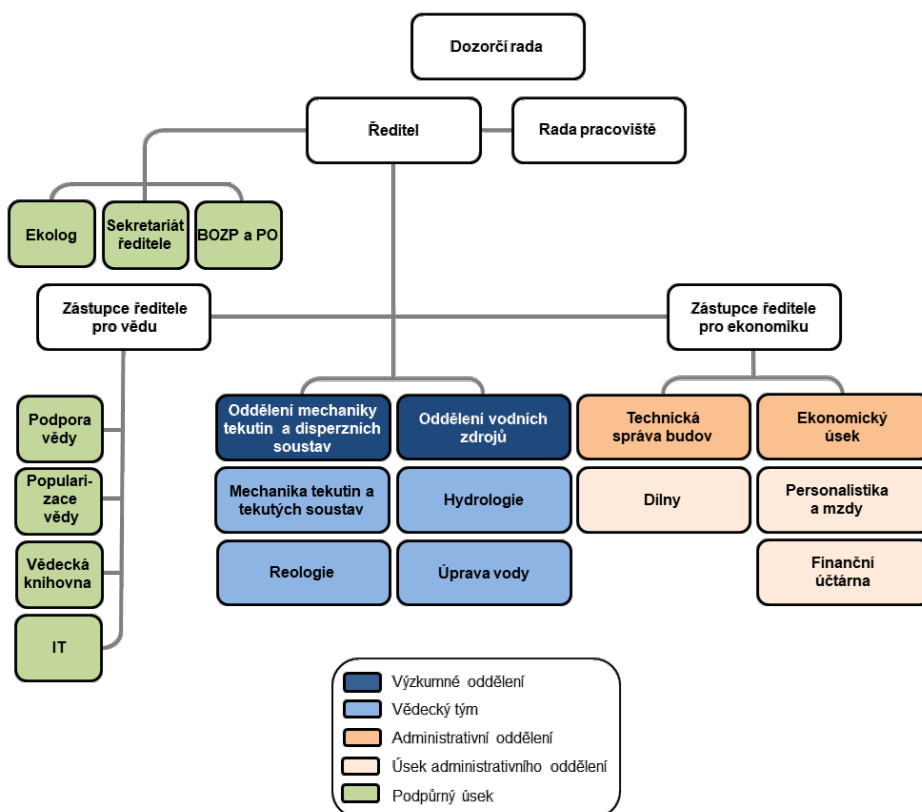 Dozorčí rada
Ředitel
Rada pracoviště
Ekolog
Sekretariát
ředitele
BOZP a PO
Zástupce ředitele
pro vědu
Zástupce ředitele
pro ekonomiku
Podpora
vědy
Populari-
zace
vědy
Vědecká
knihovna
IT
Oddělení mechaniky
tekutin a disperzních
soustav
Mechanika tekutin a
tekutých soustav
Reologie
Oddělení vodních
zdrojů
Hydrologie
Úprava vody
Technická
správa budov
Dílny
Ekonomický
úsek
Personalistika
a mzdy
Finanční
účtárna
Výzkumné oddělení
Vědecký tým
Administrativní oddělení
Úsek administrativního oddělení
Podpůrný úsek